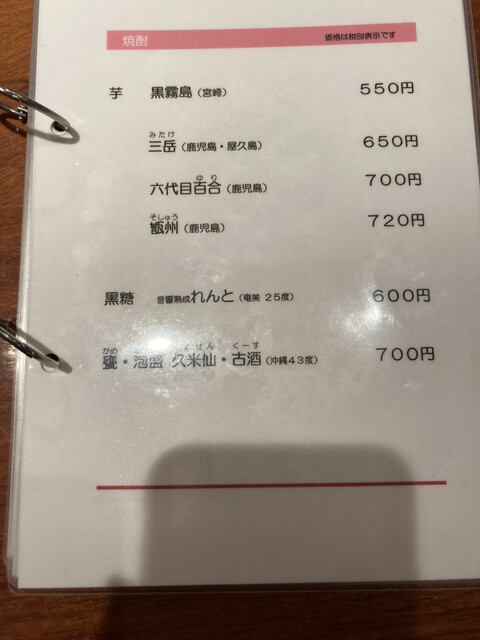 焼酎 価格は税別表示です
芋 黒霧島（宮崎） 550円
みたけ
三岳（鹿児島・屋久島） 650円
ゆり
六代目百合（鹿児島） 700円
そしゅう
甑州（鹿児島） 720円
黒糖 音響熟成れんと（奄美 25度） 600円
かめ くーす
甕・泡盛 久米仙・古酒（沖縄43度） 700円